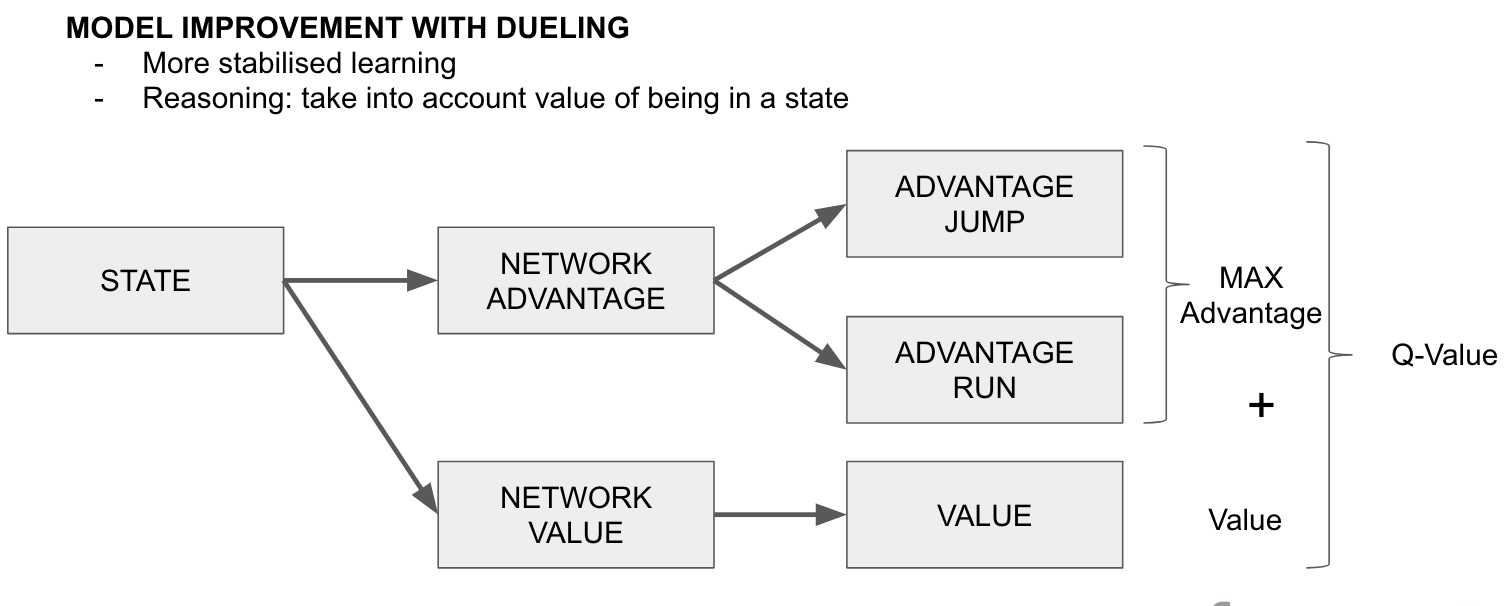 MODEL IMPROVEMENT WITH DUELING
- More stabilised learning
- Reasoning: take into account value of being in a state
STATE
NETWORK
ADVANTAGE
ADVANTAGE
JUMP
ADVANTAGE
RUN
MAX
Advantage
+
Q-Value
NETWORK
VALUE
VALUE
Value